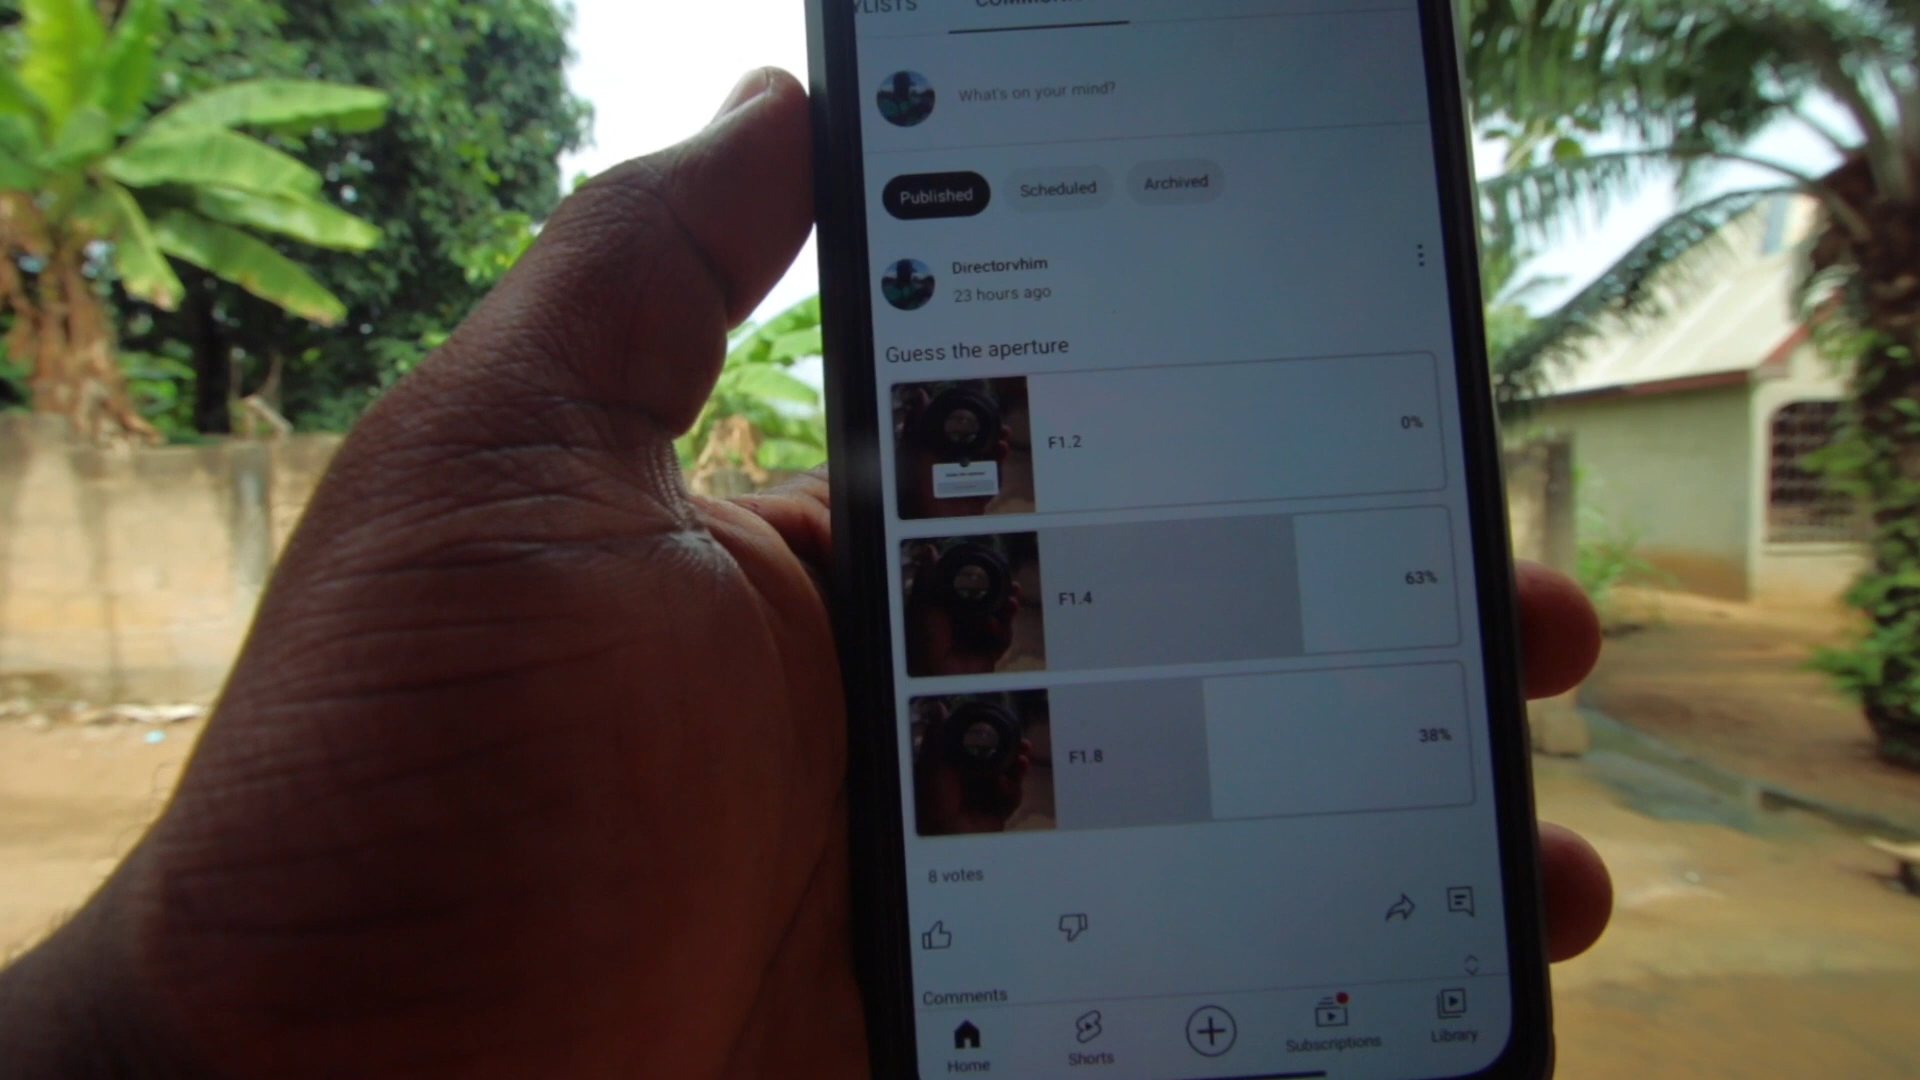 YLISTS
What's on your mind?
Published Scheduled Archived
Directorvhim
23 hours ago
Guess the aperture
F1.2 0%
F1.4 63%
F1.8 38%
8 votes
Comments
Home Shorts Subscriptions Library